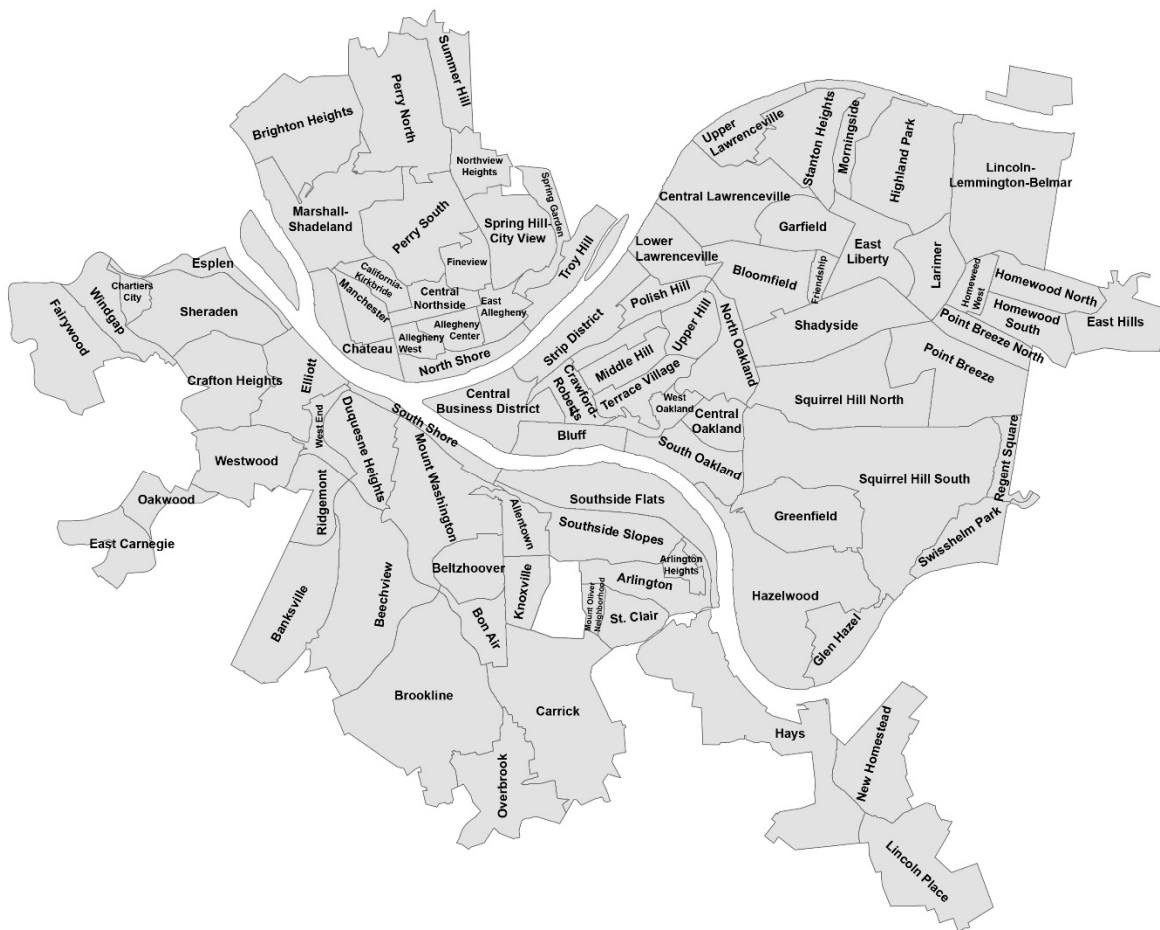 Summer Hill
Perry North
Brighton Heights
Northview
Heights
Spring Garden
Marshall-
Shadeland
Perry South
Spring Hill-
City View
Troy Hill
Fineview
California-
Kirkbride
Manchester
Central
Northside
East
Allegheny
Allegheny
Center
Allegheny
West
Chateau
North Shore
Upper
Lawrenceville
Stanton Heights
Morningside
Highland Park
Lincoln-
Lemmington-Belmar
Central Lawrenceville
Garfield
East
Liberty
Larimer
Lower
Lawrenceville
Bloomfield
Friendship
Homeweed
West
Homewood North
Homewood
South
East Hills
Point Breeze North
Point Breeze
Polish Hill
Strip District
Upper Hill
North Oakland
Shadyside
Middle Hill
Crawford-
Roberts
Terrace Village
West
Oakland
Central
Oakland
Squirrel Hill North
Central
Business District
Bluff
South Oakland
Squirrel Hill South
Regent Square
Esplen
Chartiers
City
Windgap
Fairywood
Sheraden
Crafton Heights
Elliott
West End
Duquesne Heights
South Shore
Mount Washington
Westwood
Ridgemont
Oakwood
East Carnegie
Banksville
Beechview
Beltzhoover
Allentown
Knoxville
Bon Air
Southside Flats
Southside Slopes
Arlington
Heights
Arlington
Mount Oliver
Neighborhood
St. Clair
Greenfield
Swisshelm Park
Hazelwood
Glen Hazel
Brookline
Carrick
Overbrook
Hays
New Homestead
Lincoln Place